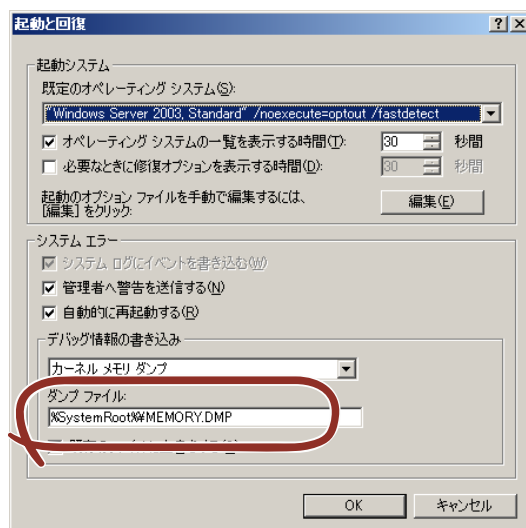 起動と回復
起動システム
既定のオペレーティング システム(S):
"Windows Server 2003, Standard" /noexecute=optout /fastdetect
オペレーティング システムの一覧を表示する時間(T): 30 秒間
必要なときに修復オプションを表示する時間(D): 30 秒間
起動のオプション ファイルを手動で編集するには、
[編集] をクリック:
編集(E)
システム エラー
システム ログにイベントを書き込む(W)
管理者へ警告を送信する(N)
自動的に再起動する(R)
デバッグ情報の書き込み
カーネル メモリ ダンプ
ダンプ ファイル:
%SystemRoot%¥MEMORY.DMP
OK キャンセル